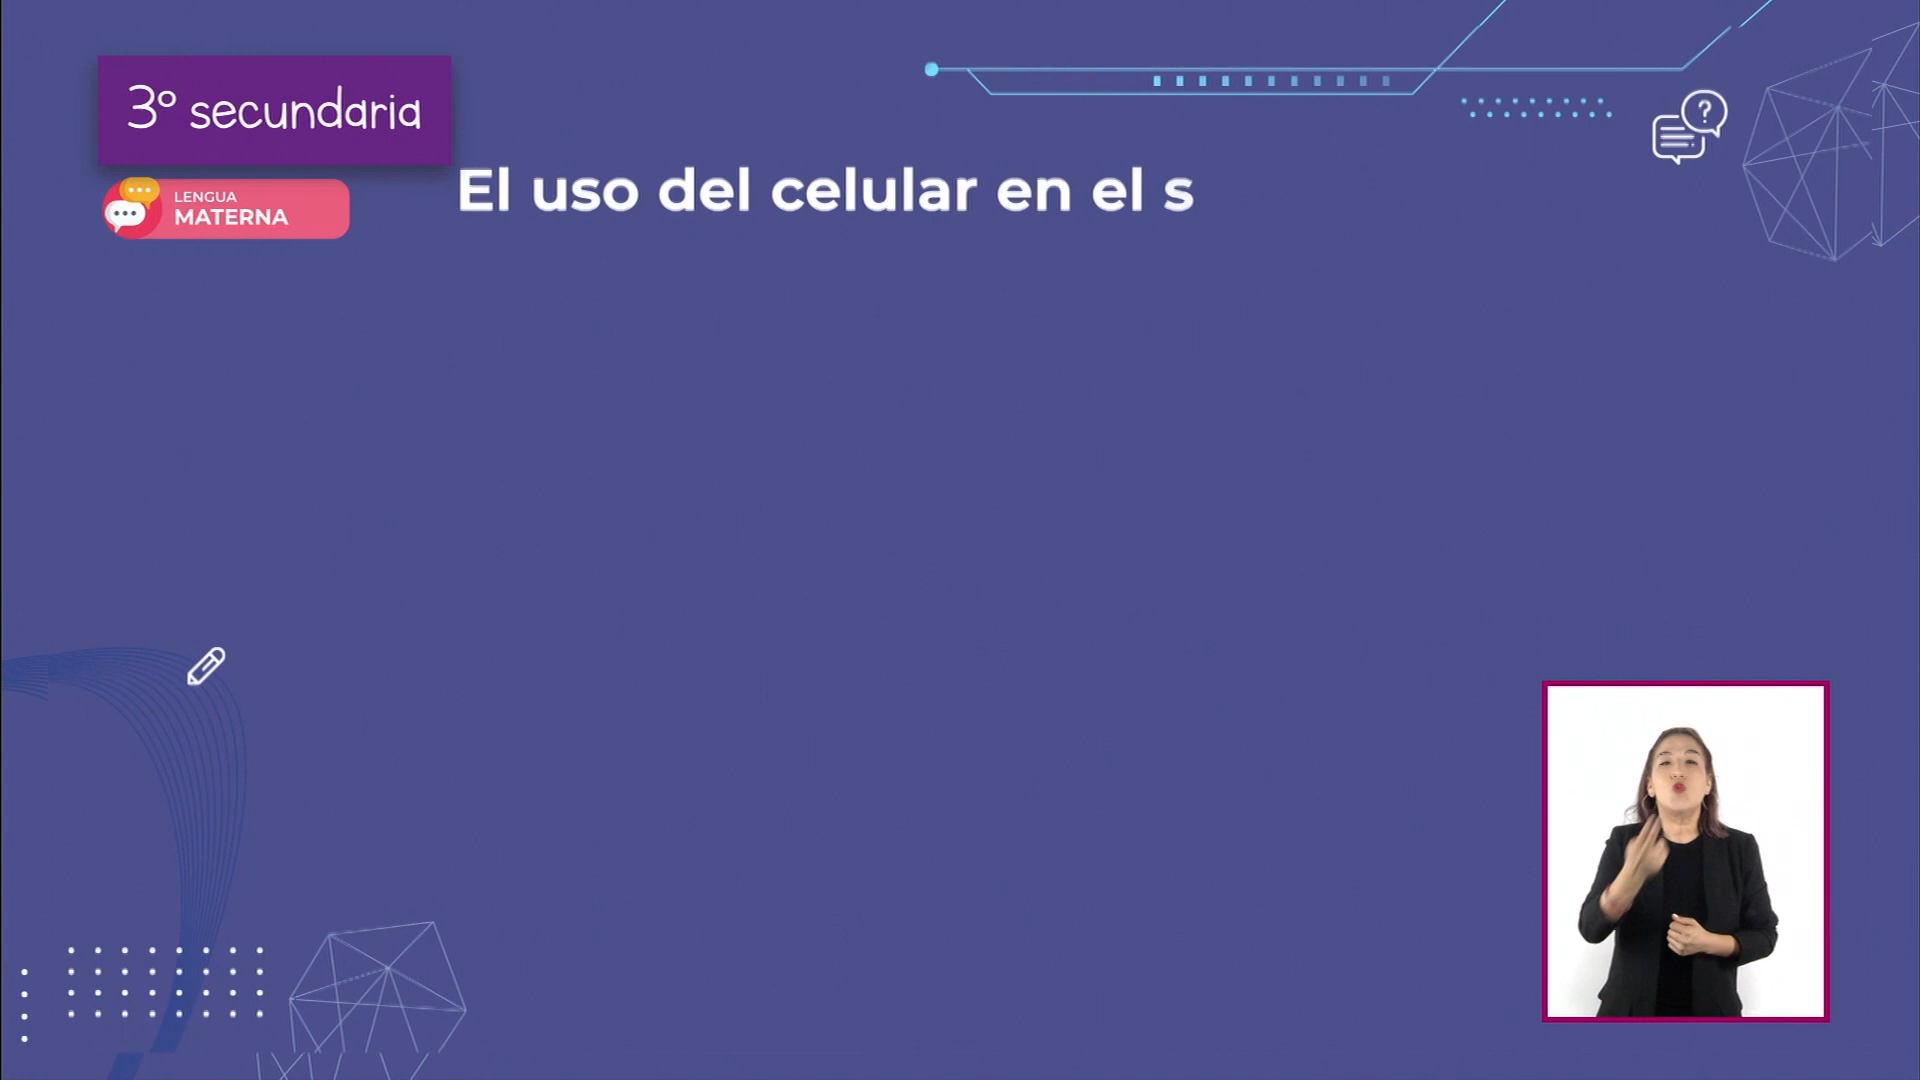 3° secundaria
LENGUA
MATERNA
El uso del celular en el s
?